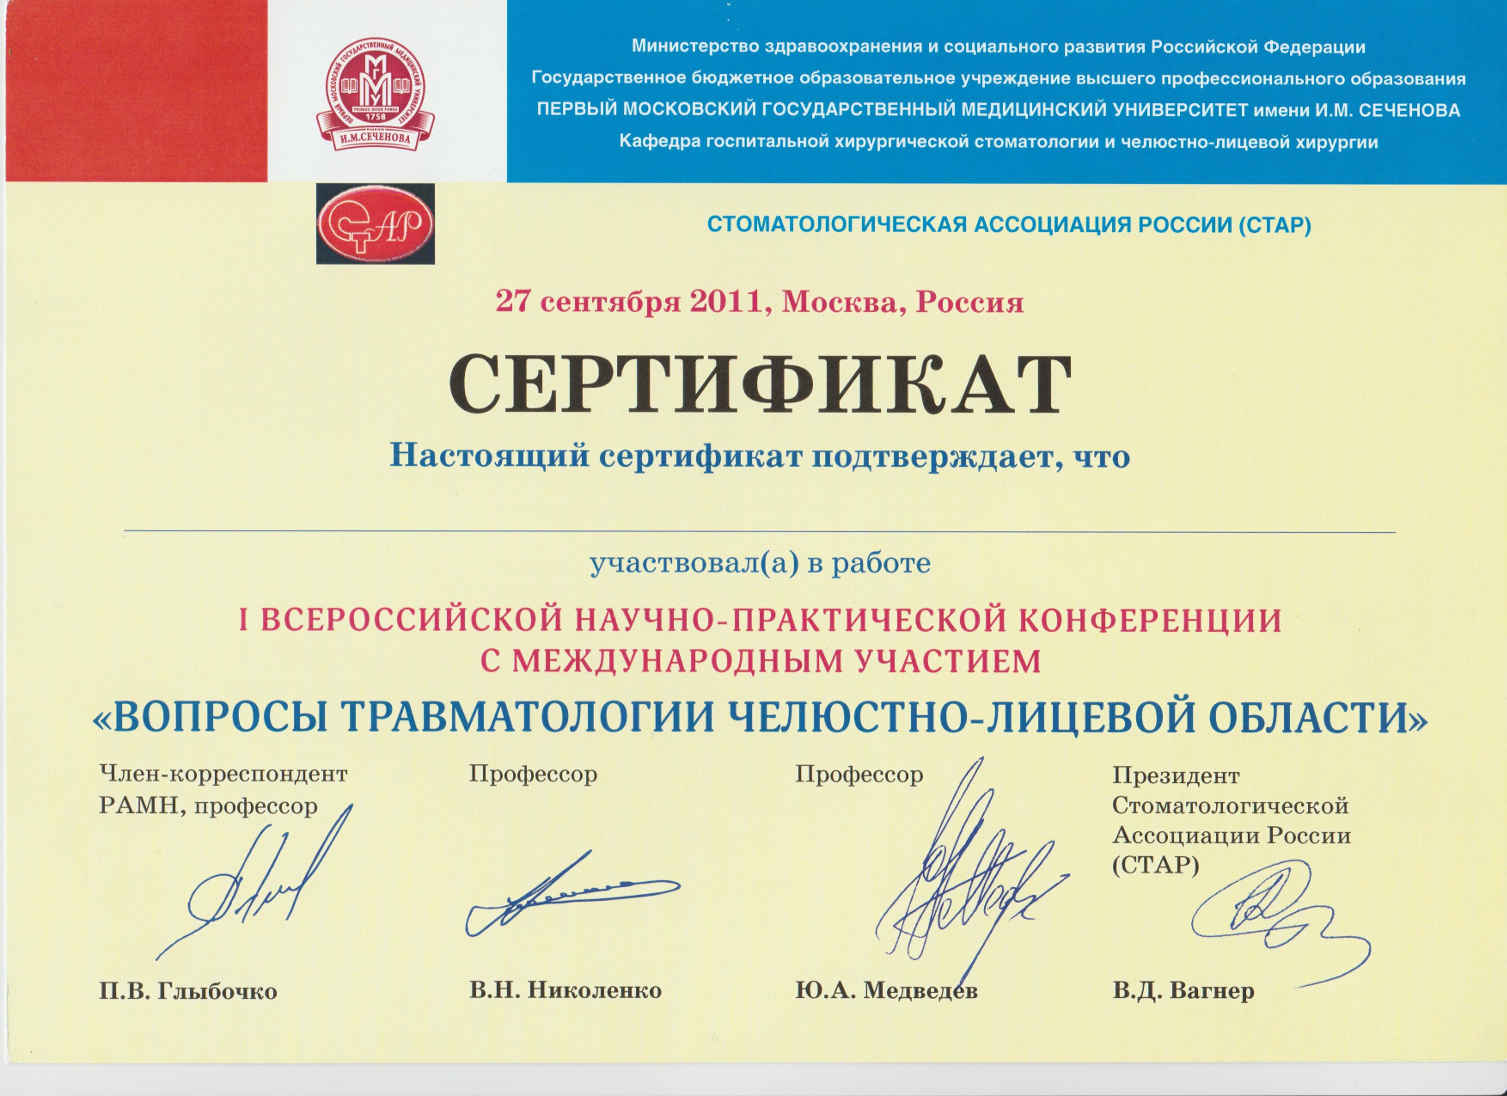 Министерство здравоохранения и социального развития Российской Федерации
Государственное бюджетное образовательное учреждение высшего профессионального образования
ПЕРВЫЙ МОСКОВСКИЙ ГОСУДАРСТВЕННЫЙ МЕДИЦИНСКИЙ УНИВЕРСИТЕТ имени И.М. СЕЧЕНОВА
Кафедра госпитальной хирургической стоматологии и челюстно-лицевой хирургии
ПЕРВЫЙ МОСКОВСКИЙ ГОСУДАРСТВЕННЫЙ МЕДИЦИНСКИЙ УНИВЕРСИТЕТ
МГМУ
1758
И.М.СЕЧЕНОВА
СтАР
СТОМАТОЛОГИЧЕСКАЯ АССОЦИАЦИЯ РОССИИ (СТАР)
27 сентября 2011, Москва, Россия
СЕРТИФИКАТ
Настоящий сертификат подтверждает, что
участвовал(а) в работе
I ВСЕРОССИЙСКОЙ НАУЧНО-ПРАКТИЧЕСКОЙ КОНФЕРЕНЦИИ
С МЕЖДУНАРОДНЫМ УЧАСТИЕМ
«ВОПРОСЫ ТРАВМАТОЛОГИИ ЧЕЛЮСТНО-ЛИЦЕВОЙ ОБЛАСТИ»
Член-корреспондент
РАМН, профессор
П.В. Глыбочко
Профессор
В.Н. Николенко
Профессор
Ю.А. Медведев
Президент
Стоматологической
Ассоциации России
(СТАР)
В.Д. Вагнер